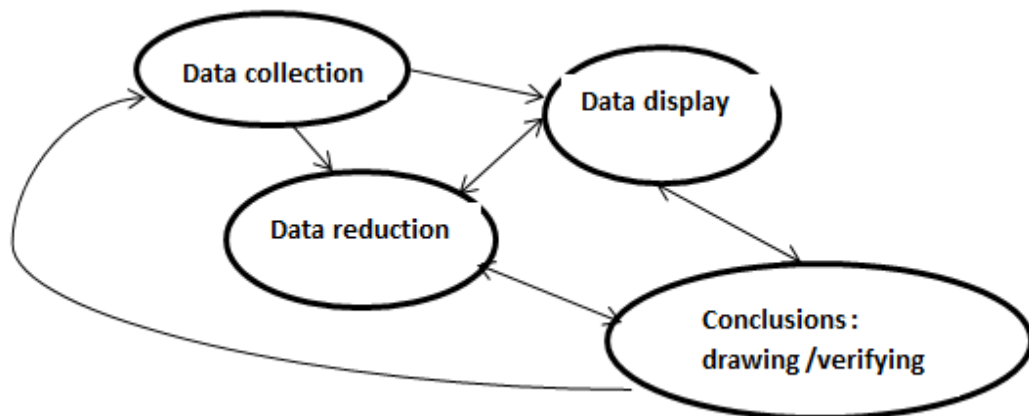 Data collection
Data display
Data reduction
Conclusions :
drawing /verifying